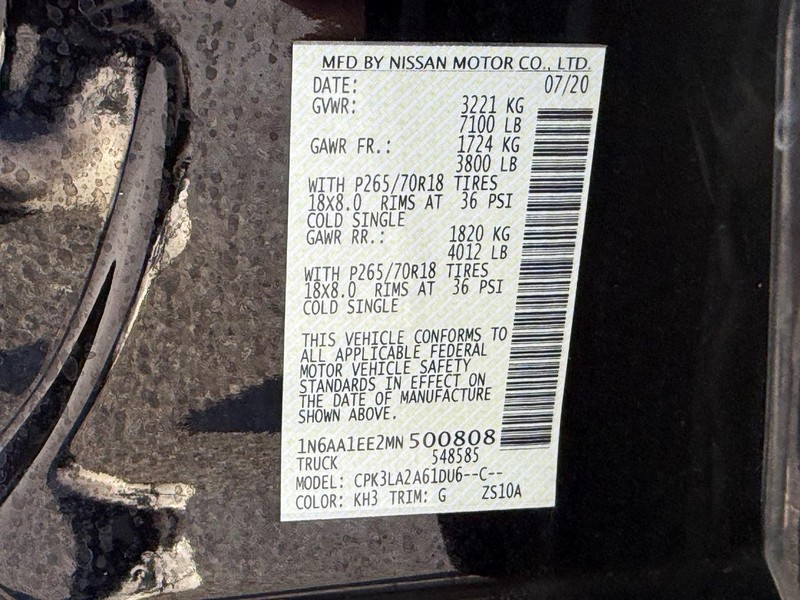 MFD BY NISSAN MOTOR CO., LTD.
DATE: 07/20
GVWR: 3221 KG
7100 LB
GAWR FR.: 1724 KG
3800 LB
WITH P265/70R18 TIRES
18X8.0 RIMS AT 36 PSI
COLD SINGLE
GAWR RR.: 1820 KG
4012 LB
WITH P265/70R18 TIRES
18X8.0 RIMS AT 36 PSI
COLD SINGLE
THIS VEHICLE CONFORMS TO
ALL APPLICABLE FEDERAL
MOTOR VEHICLE SAFETY
STANDARDS IN EFFECT ON
THE DATE OF MANUFACTURE
SHOWN ABOVE.
1N6AA1EE2MN500808
TRUCK 548585
MODEL: CPK3LA2A61DU6--C--
COLOR: KH3 TRIM: G ZS10A